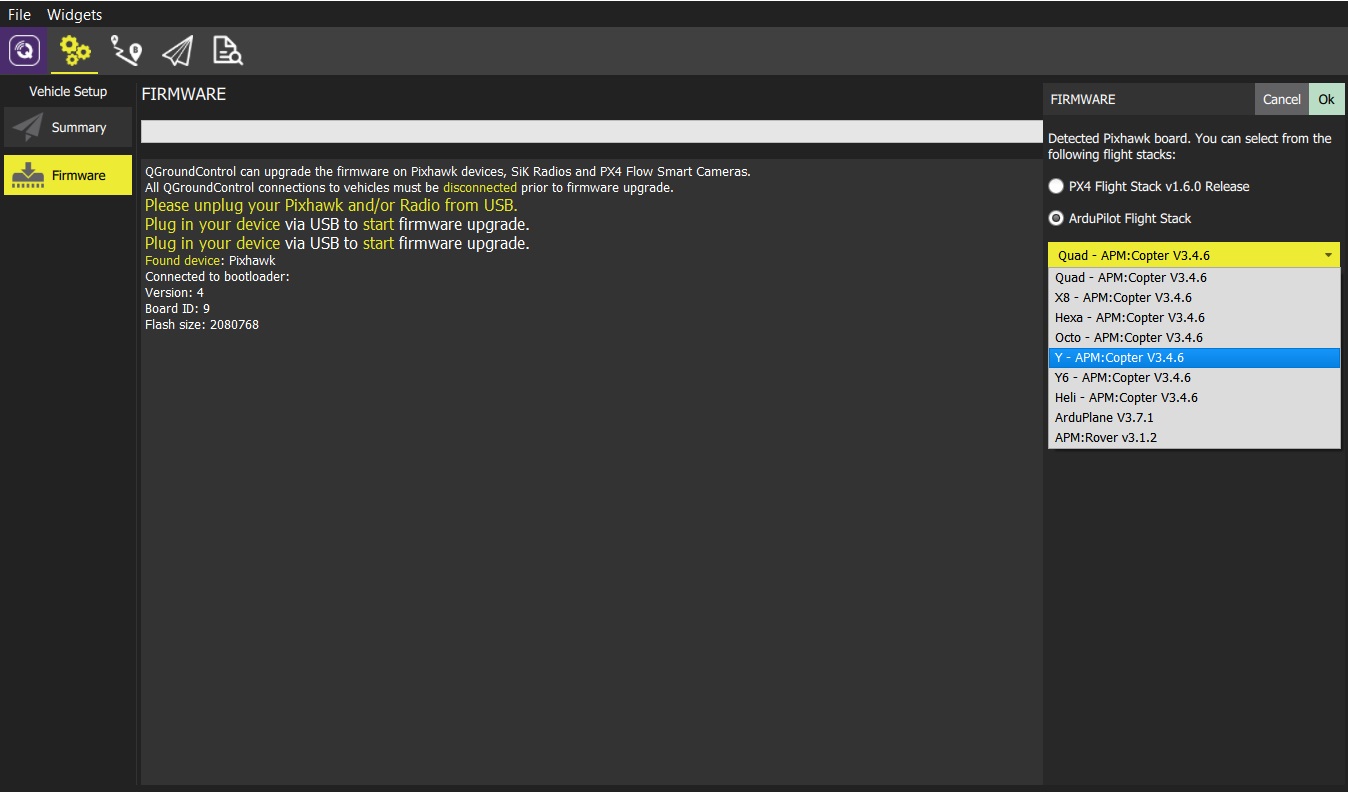 File Widgets
Vehicle Setup
Summary
Firmware
FIRMWARE
QGroundControl can upgrade the firmware on Pixhawk devices, SiK Radios and PX4 Flow Smart Cameras.
All QGroundControl connections to vehicles must be disconnected prior to firmware upgrade.
Please unplug your Pixhawk and/or Radio from USB.
Plug in your device via USB to start firmware upgrade.
Plug in your device via USB to start firmware upgrade.
Found device: Pixhawk
Connected to bootloader:
Version: 4
Board ID: 9
Flash size: 2080768
FIRMWARE Cancel Ok
Detected Pixhawk board. You can select from the
following flight stacks:
PX4 Flight Stack v1.6.0 Release
ArduPilot Flight Stack
Quad - APM:Copter V3.4.6
Quad - APM:Copter V3.4.6
X8 - APM:Copter V3.4.6
Hexa - APM:Copter V3.4.6
Octo - APM:Copter V3.4.6
Y - APM:Copter V3.4.6
Y6 - APM:Copter V3.4.6
Heli - APM:Copter V3.4.6
ArduPlane V3.7.1
APM:Rover v3.1.2